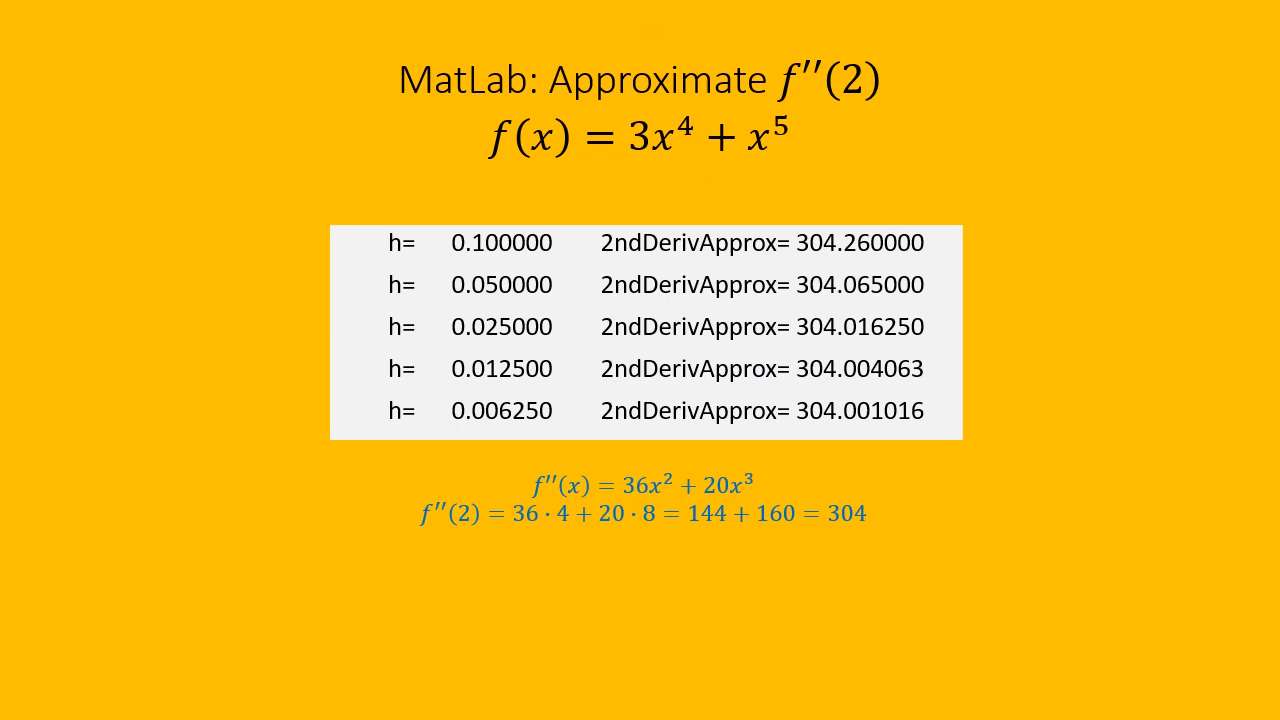 MatLab: Approximate f′′(2)
f(x) = 3x⁴ + x⁵
h= 0.100000 2ndDerivApprox= 304.260000
h= 0.050000 2ndDerivApprox= 304.065000
h= 0.025000 2ndDerivApprox= 304.016250
h= 0.012500 2ndDerivApprox= 304.004063
h= 0.006250 2ndDerivApprox= 304.001016
f′′(x) = 36x² + 20x³
f′′(2) = 36 · 4 + 20 · 8 = 144 + 160 = 304